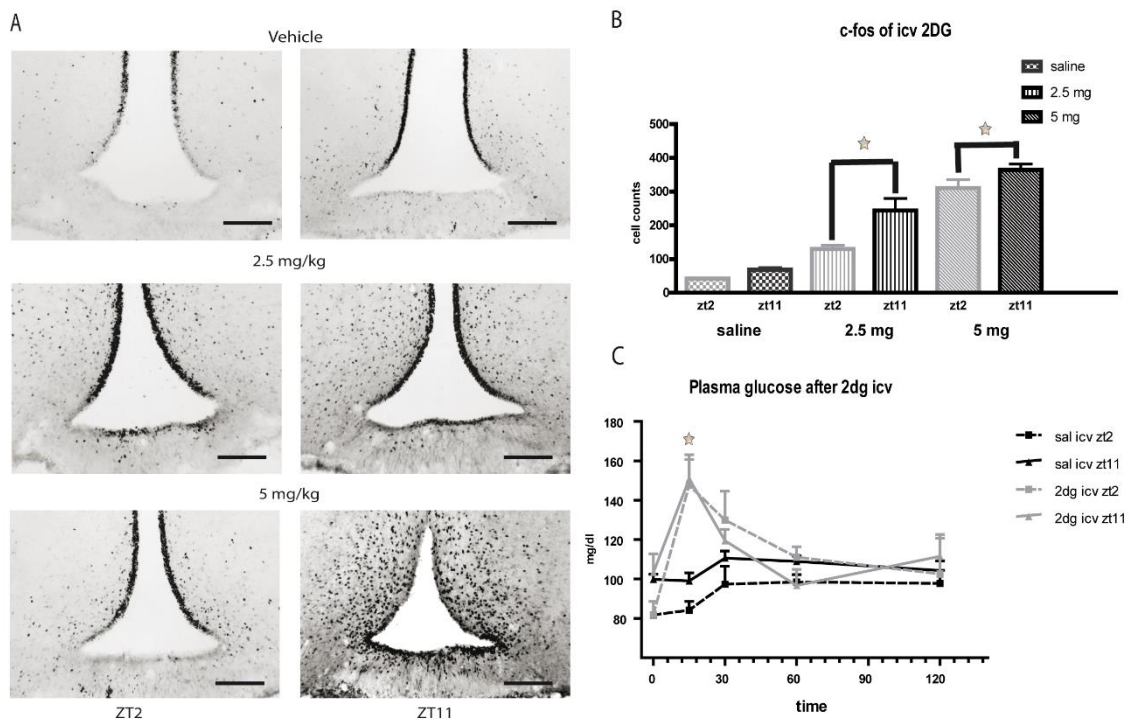 A
Vehicle
2.5 mg/kg
5 mg/kg
ZT2 ZT11
B
c-fos of icv 2DG
saline
2.5 mg
5 mg
500
400
300
200
100
0
cell counts
zt2 zt11 zt2 zt11 zt2 zt11
saline 2.5 mg 5 mg
C
Plasma glucose after 2dg icv
180
160
140
120
100
80
mg/dl
0 30 60 90 120
time
sal icv zt2
sal icv zt11
2dg icv zt2
2dg icv zt11